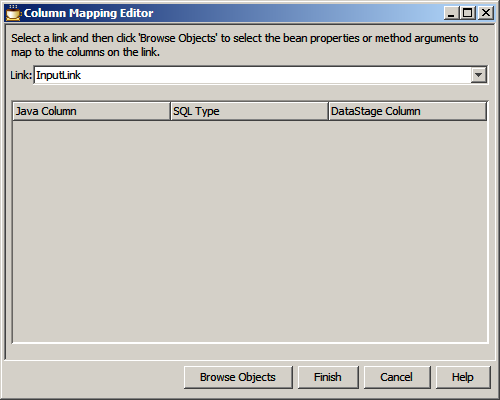 Column Mapping Editor
Select a link and then click 'Browse Objects' to select the bean properties or method arguments to
map to the columns on the link.
Link: InputLink
Java Column SQL Type DataStage Column
Browse Objects Finish Cancel Help